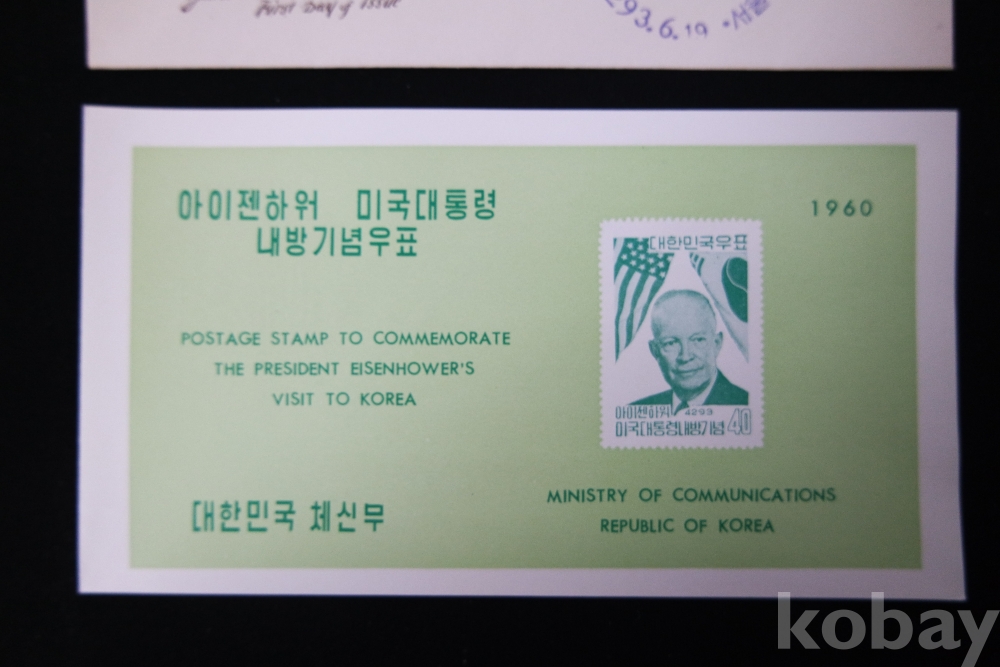 First Day of Issue
293.6.19 · 서울
아이젠하워 미국대통령
내방기념우표
1960
대한민국우표
POSTAGE STAMP TO COMMEMORATE
THE PRESIDENT EISENHOWER'S
VISIT TO KOREA
아이젠하워 4293
미국대통령내방기념 40
대한민국 체신부
MINISTRY OF COMMUNICATIONS
REPUBLIC OF KOREA
kobay